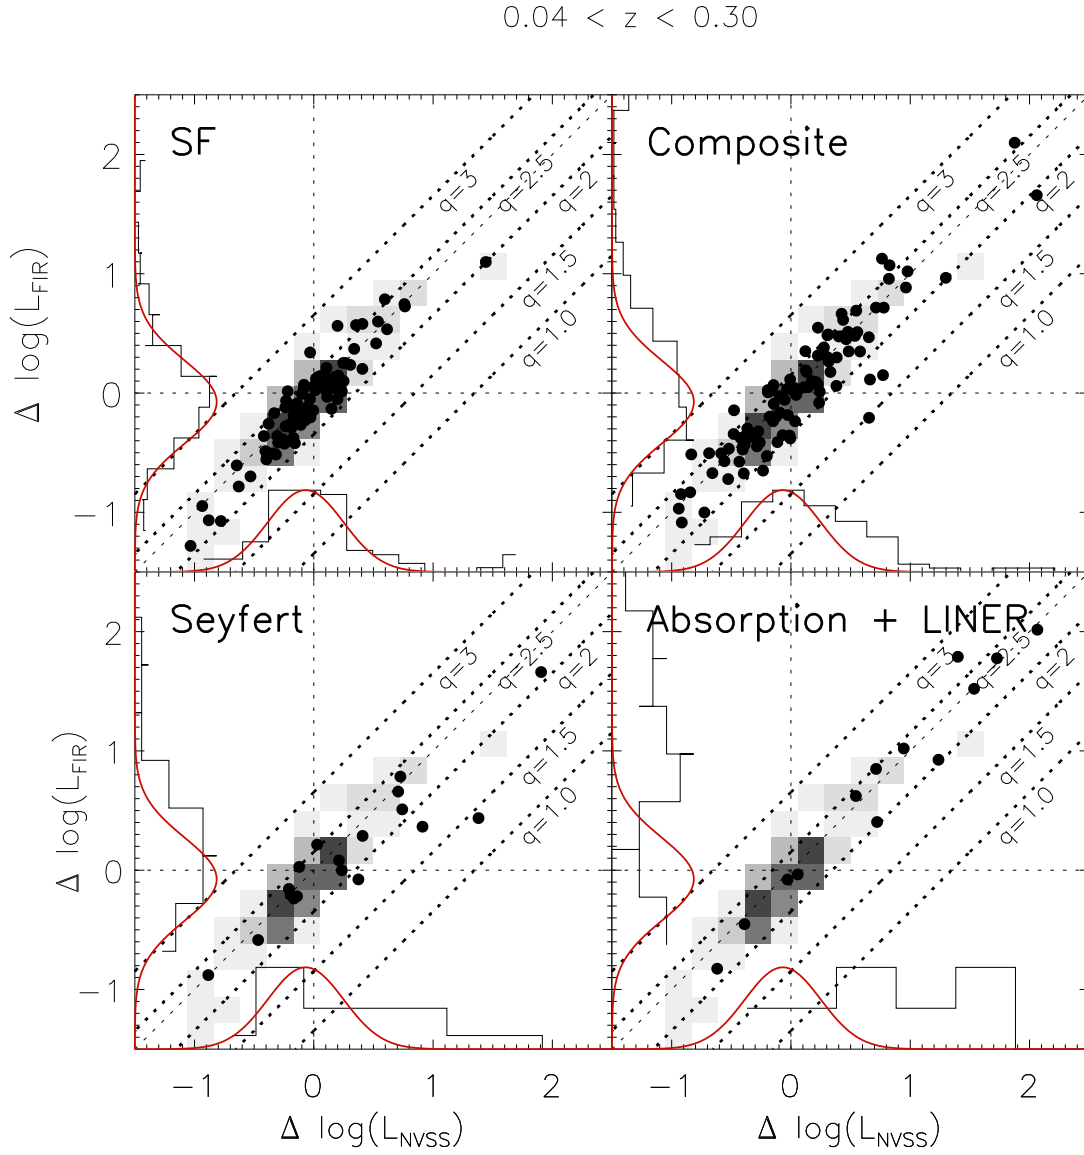 0.04 < z < 0.30
SF
Composite
q=3
q=2.5
q=2
q=1.5
q=1.0
q=3
q=2.5
q=2
q=1.5
q=1.0
2
1
0
−1
Δ log(L_FIR)
Seyfert
Absorption + LINER
q=3
q=2.5
q=2
q=1.5
q=1.0
q=3
q=2.5
q=2
q=1.5
q=1.0
2
1
0
−1
Δ log(L_FIR)
−1 0 1 2
−1 0 1 2
Δ log(L_NVSS)
Δ log(L_NVSS)